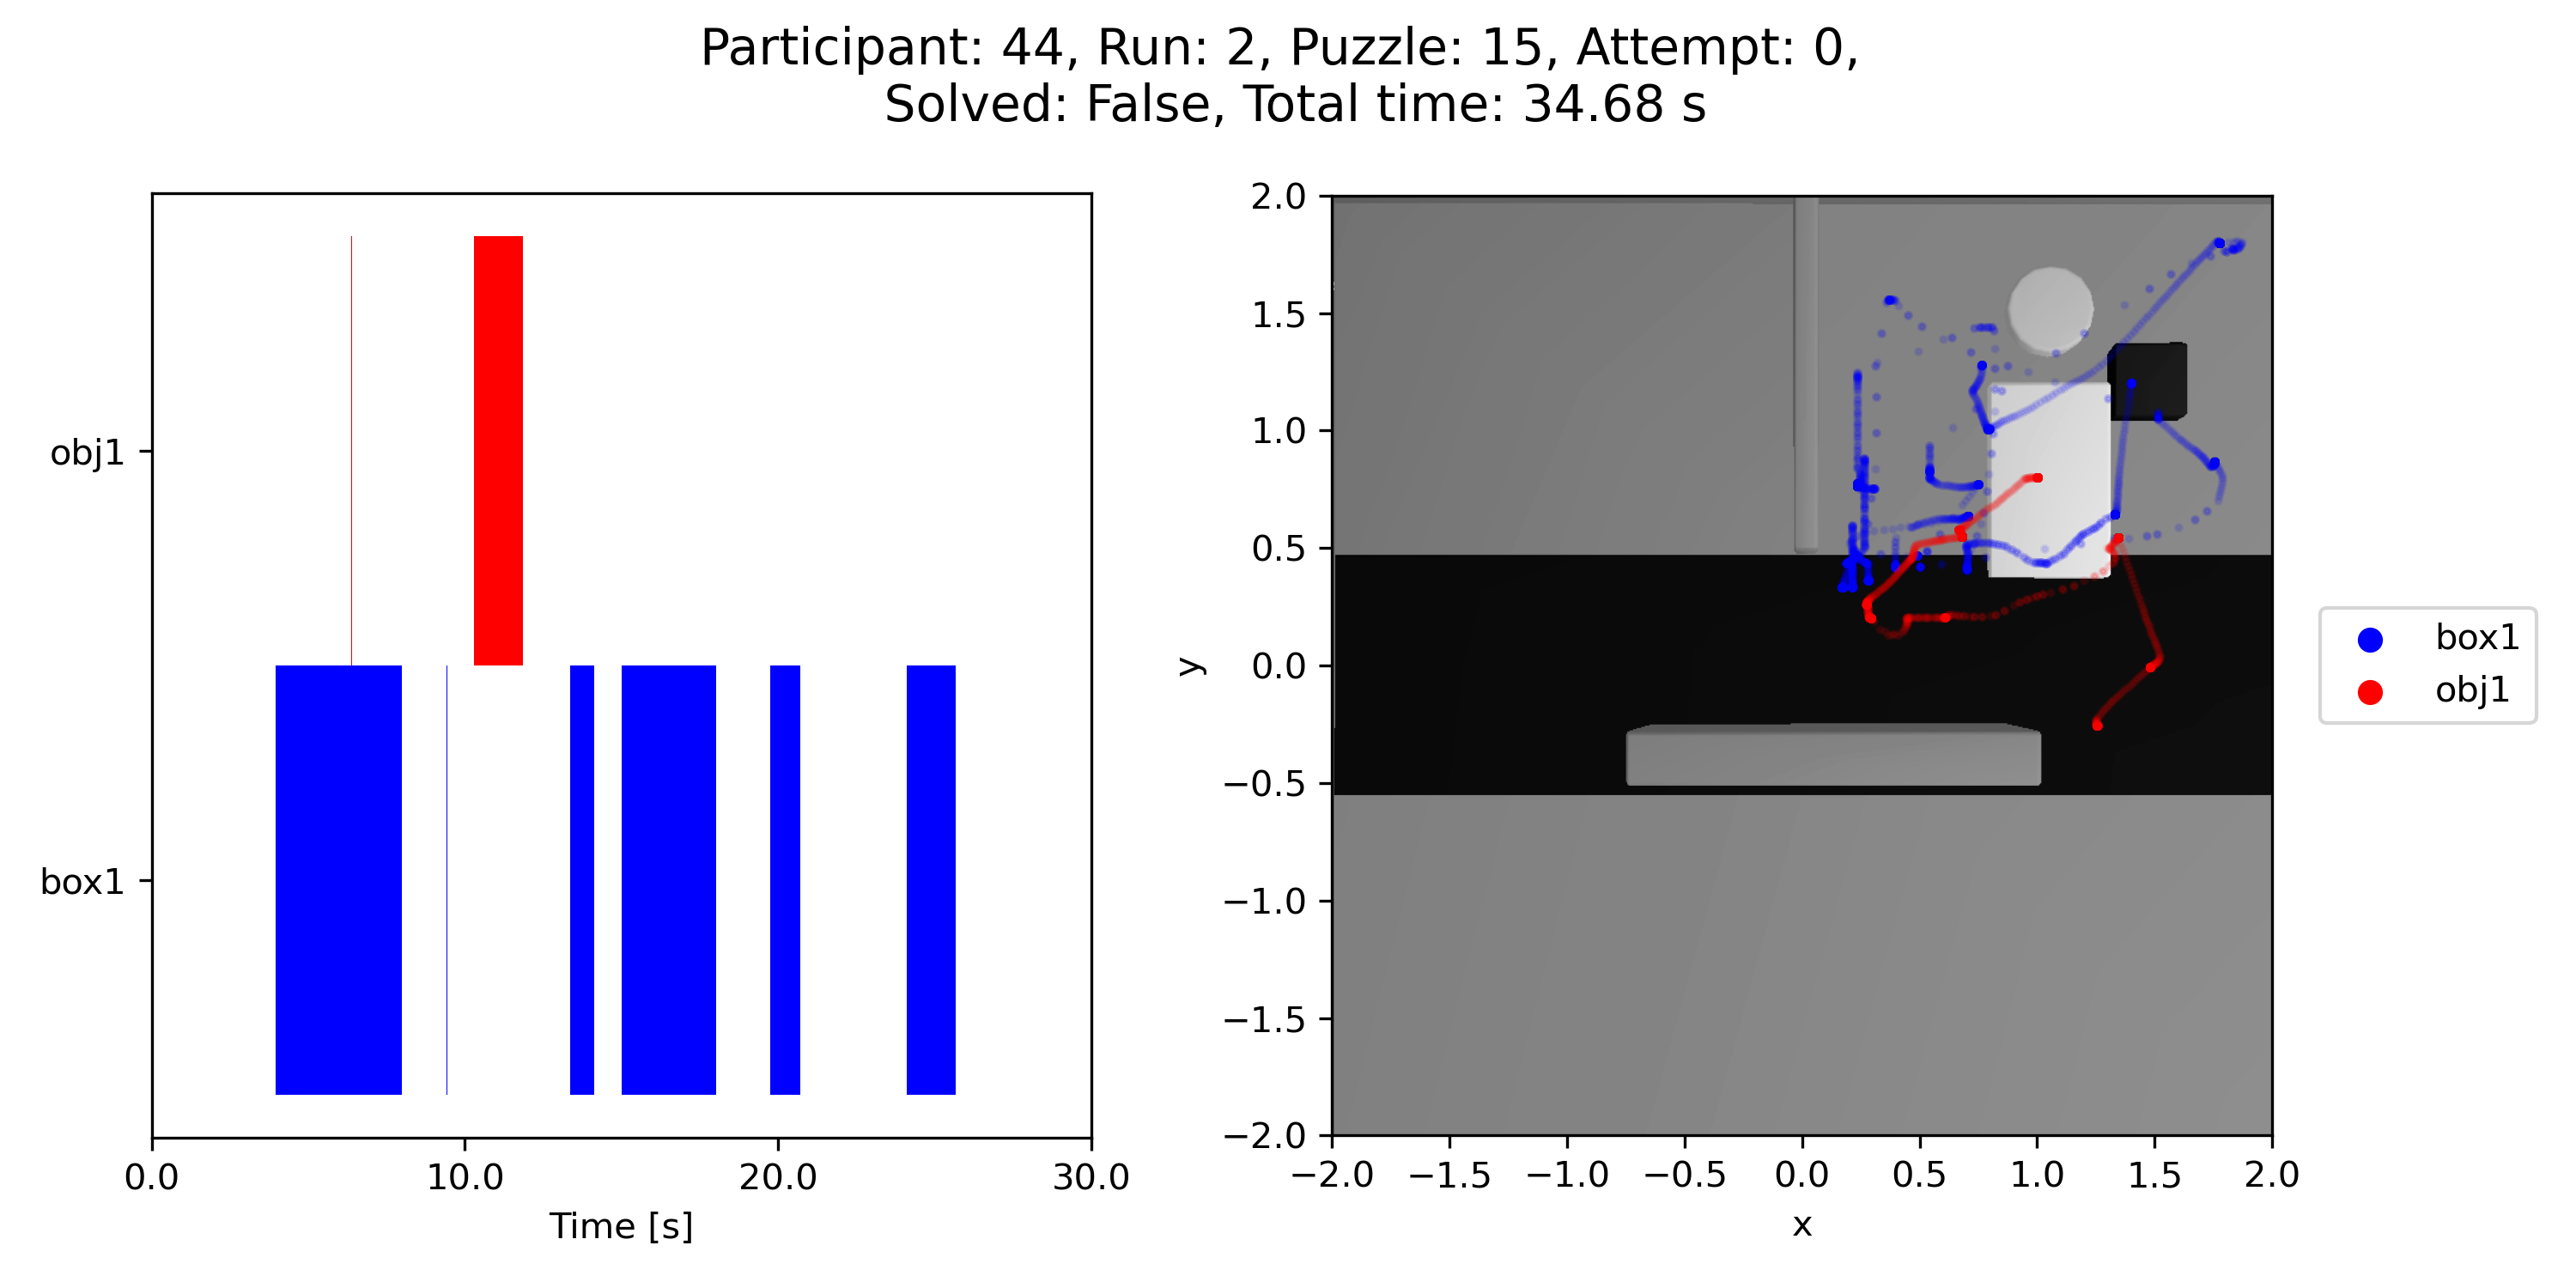 Participant: 44, Run: 2, Puzzle: 15, Attempt: 0,
Solved: False, Total time: 34.68 s
obj1
box1
0.0 10.0 20.0 30.0
Time [s]
2.0
1.5
1.0
0.5
0.0
−0.5
−1.0
−1.5
−2.0
y
−2.0 −1.5 −1.0 −0.5 0.0 0.5 1.0 1.5 2.0
x
box1
obj1